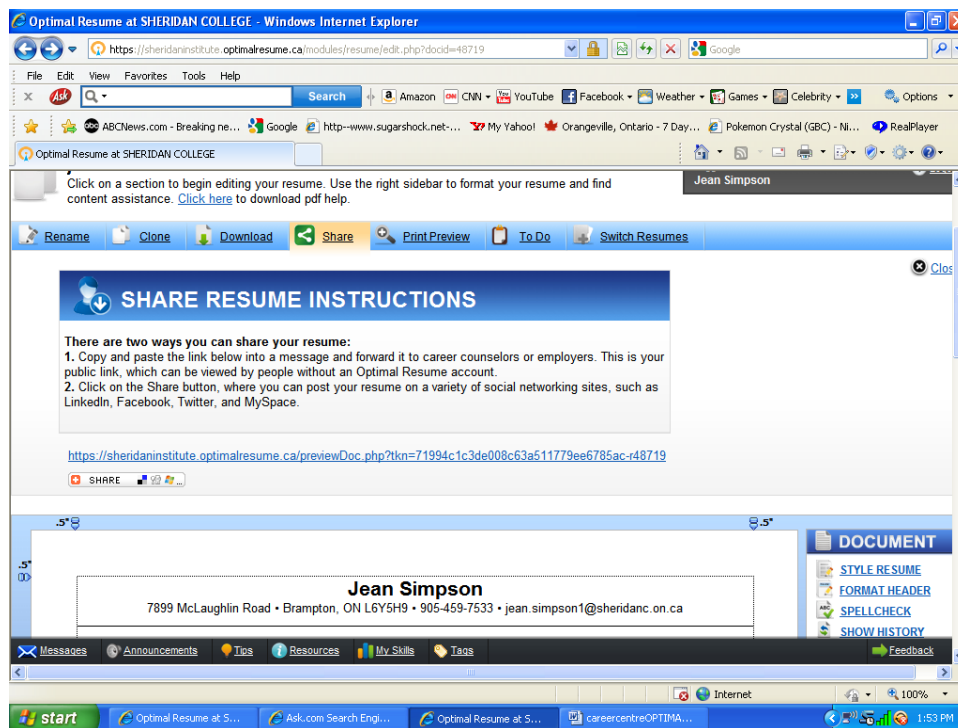 Optimal Resume at SHERIDAN COLLEGE - Windows Internet Explorer
https://sheridaninstitute.optimalresume.ca/modules/resume/edit.php?docid=48719
Google
File Edit View Favorites Tools Help
x Ask Search Amazon CNN YouTube Facebook Weather Games Celebrity Options
abc ABCNews.com - Breaking ne... Google http--www.sugarshock.net-... My Yahoo! Orangeville, Ontario - 7 Day... Pokemon Crystal (GBC) - Ni... RealPlayer
Optimal Resume at SHERIDAN COLLEGE
Click on a section to begin editing your resume. Use the right sidebar to format your resume and find
content assistance. Click here to download pdf help.
Jean Simpson
Rename Clone Download Share Print Preview To Do Switch Resumes
Clos
SHARE RESUME INSTRUCTIONS
There are two ways you can share your resume:
1. Copy and paste the link below into a message and forward it to career counselors or employers. This is your
public link, which can be viewed by people without an Optimal Resume account.
2. Click on the Share button, where you can post your resume on a variety of social networking sites, such as
LinkedIn, Facebook, Twitter, and MySpace.
https://sheridaninstitute.optimalresume.ca/previewDoc.php?tkn=71994c1c3de008c63a511779ee6785ac-r48719
SHARE ...
.5" .5"
DOCUMENT
.5"
STYLE RESUME
Jean Simpson
FORMAT HEADER
7899 McLaughlin Road • Brampton, ON L6Y5H9 • 905-459-7533 • jean.simpson1@sheridanc.on.ca
SPELLCHECK
SHOW HISTORY
Messages Announcements Tips Resources My Skills Tags Feedback
Internet 100%
start Optimal Resume at S... Ask.com Search Engi... Optimal Resume at S... careercentreOPTIMA... 1:53 PM